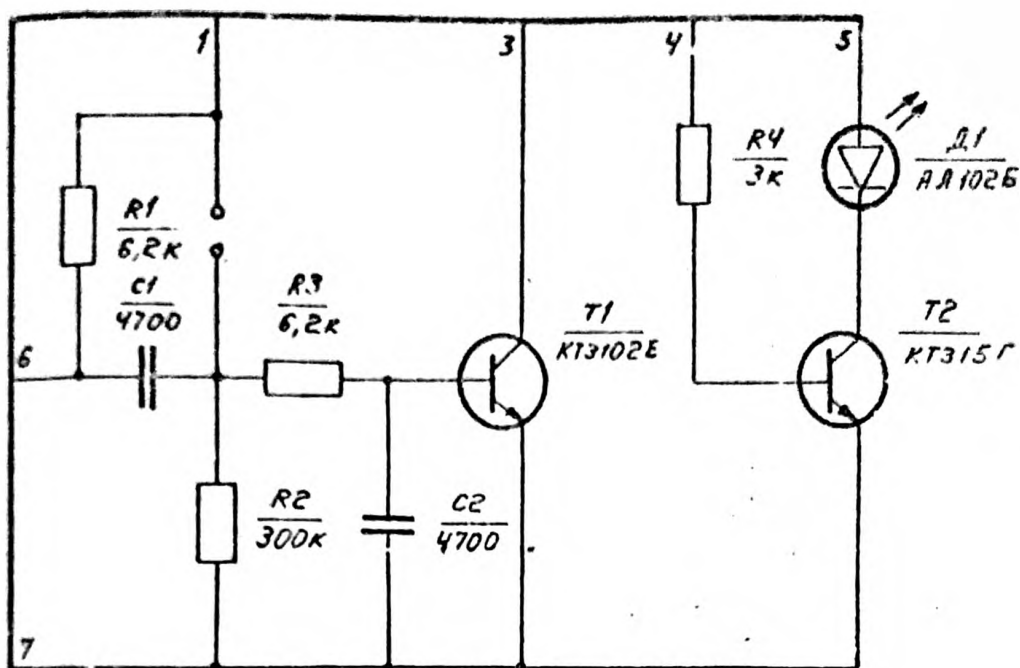 1
3
4
5
R4
3к
Д1
АЛ102Б
R1
6,2к
C1
4700
R3
6,2к
T1
КТ3102Е
T2
КТ315Г
6
R2
300к
C2
4700
7